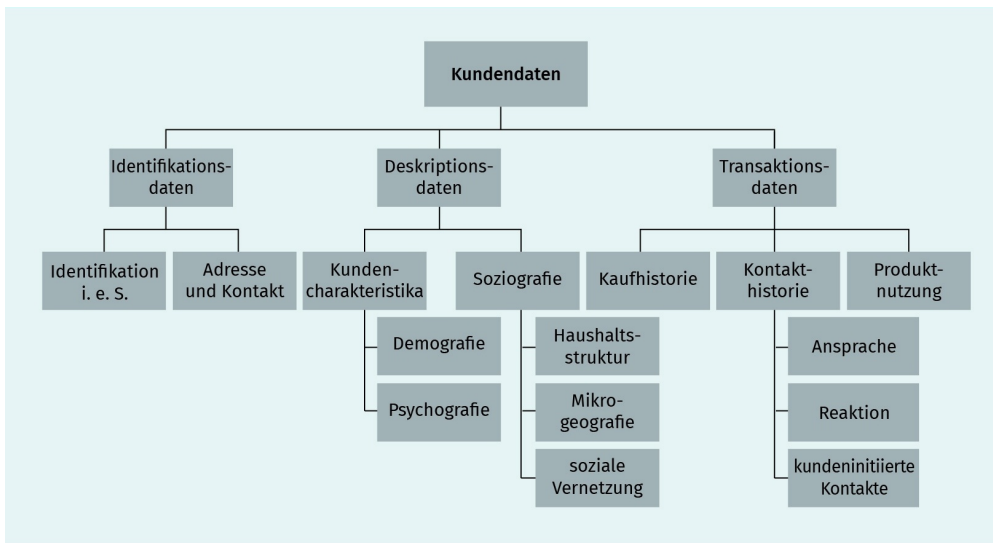 Kundendaten
Identifikations-
daten
Deskriptions-
daten
Transaktions-
daten
Identifikation
i. e. S.
Adresse
und Kontakt
Kunden-
charakteristika
Soziografie
Kaufhistorie
Kontakt-
historie
Produkt-
nutzung
Demografie
Psychografie
Haushalts-
struktur
Mikro-
geografie
soziale
Vernetzung
Ansprache
Reaktion
kundeninitiierte
Kontakte